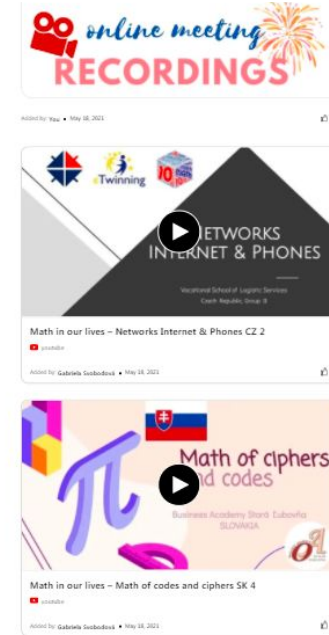 online meeting
RECORDINGS
Added by You • May 18, 2021
eTwinning
NETWORKS
INTERNET & PHONES
Vocational School of Logistic Services
Czech Republic, Group B
Math in our lives – Networks Internet & Phones CZ 2
youtube
Added by Gabriela Svobodová • May 18, 2021
Math of ciphers
and codes
Business Academy Stará Ľubovňa
SLOVAKIA
Math in our lives – Math of codes and ciphers SK 4
youtube
Added by Gabriela Svobodová • May 18, 2021